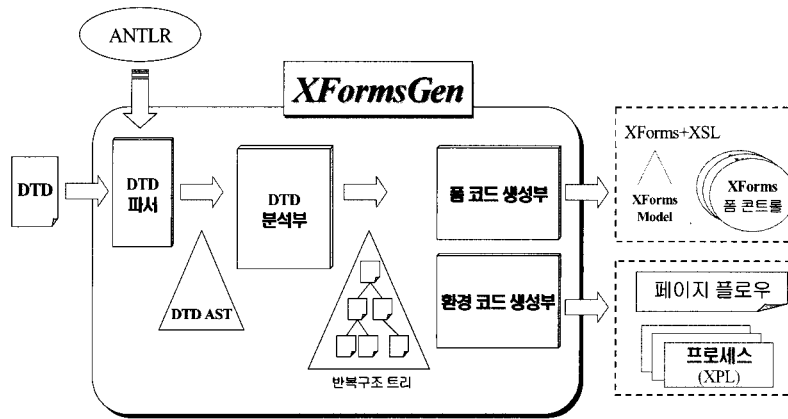 ANTLR
XFormsGen
DTD
DTD
파서
DTD
분석부
폼 코드 생성부
환경 코드 생성부
DTD AST
반복구조 트리
XForms+XSL
XForms
Model
XForms
폼 콘트롤
페이지 플로우
프로세스
(XPL)